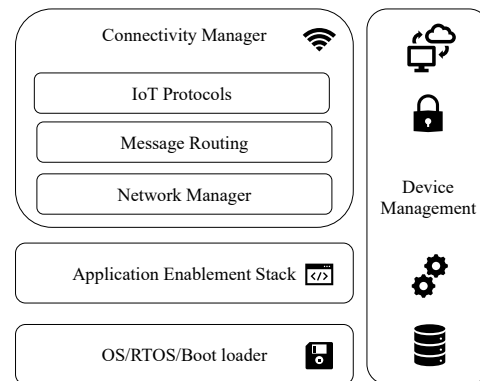 Connectivity Manager
IoT Protocols
Message Routing
Network Manager
Application Enablement Stack
</>
OS/RTOS/Boot loader
Device
Management